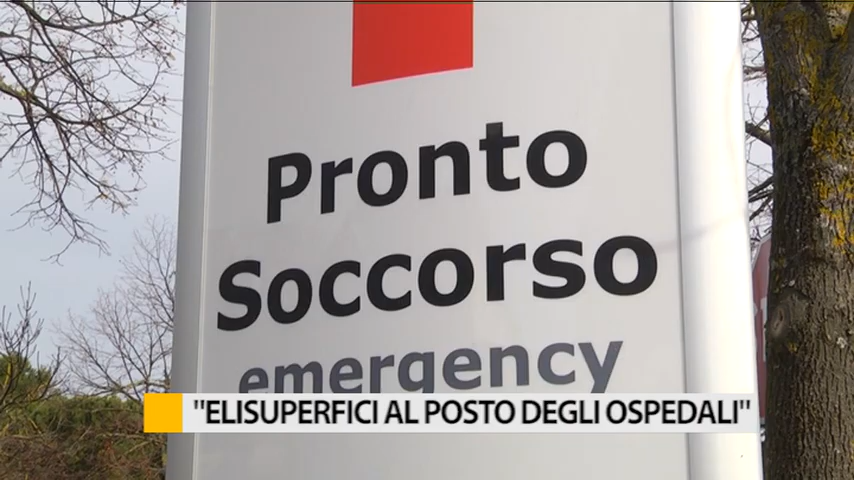 Pronto
Soccorso
emergency
"ELISUPERFICI AL POSTO DEGLI OSPEDALI"